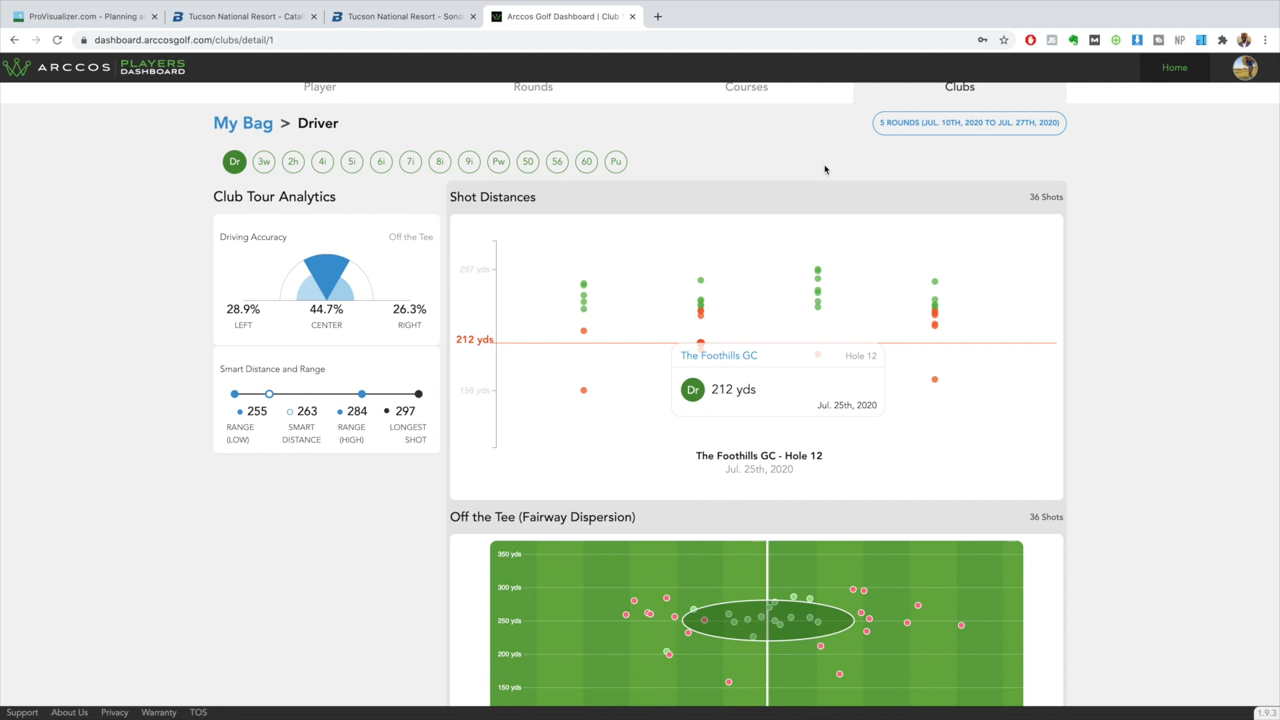 ProVisualizer.com - Planning a
Tucson National Resort - Catal
Tucson National Resort - Sono
Arccos Golf Dashboard | Club
dashboard.arccosgolf.com/clubs/detail/1
NP
ARCCOS PLAYERS DASHBOARD
Home
Player
Rounds
Courses
Clubs
My Bag > Driver
5 ROUNDS (JUL. 10TH, 2020 TO JUL. 27TH, 2020)
Dr 3w 2h 4i 5i 6i 7i 8i 9i Pw 50 56 60 Pu
Club Tour Analytics
Driving Accuracy
Off the Tee
28.9% 44.7% 26.3%
LEFT CENTER RIGHT
Smart Distance and Range
255 263 284 297
RANGE (LOW)
SMART DISTANCE
RANGE (HIGH)
LONGEST SHOT
Shot Distances
36 Shots
297 yds
212 yds
158 yds
The Foothills GC
Hole 12
Dr 212 yds
Jul. 25th, 2020
The Foothills GC - Hole 12
Jul. 25th, 2020
Off the Tee (Fairway Dispersion)
36 Shots
350 yds
300 yds
250 yds
200 yds
150 yds
Support About Us Privacy Warranty TOS
1.9.3